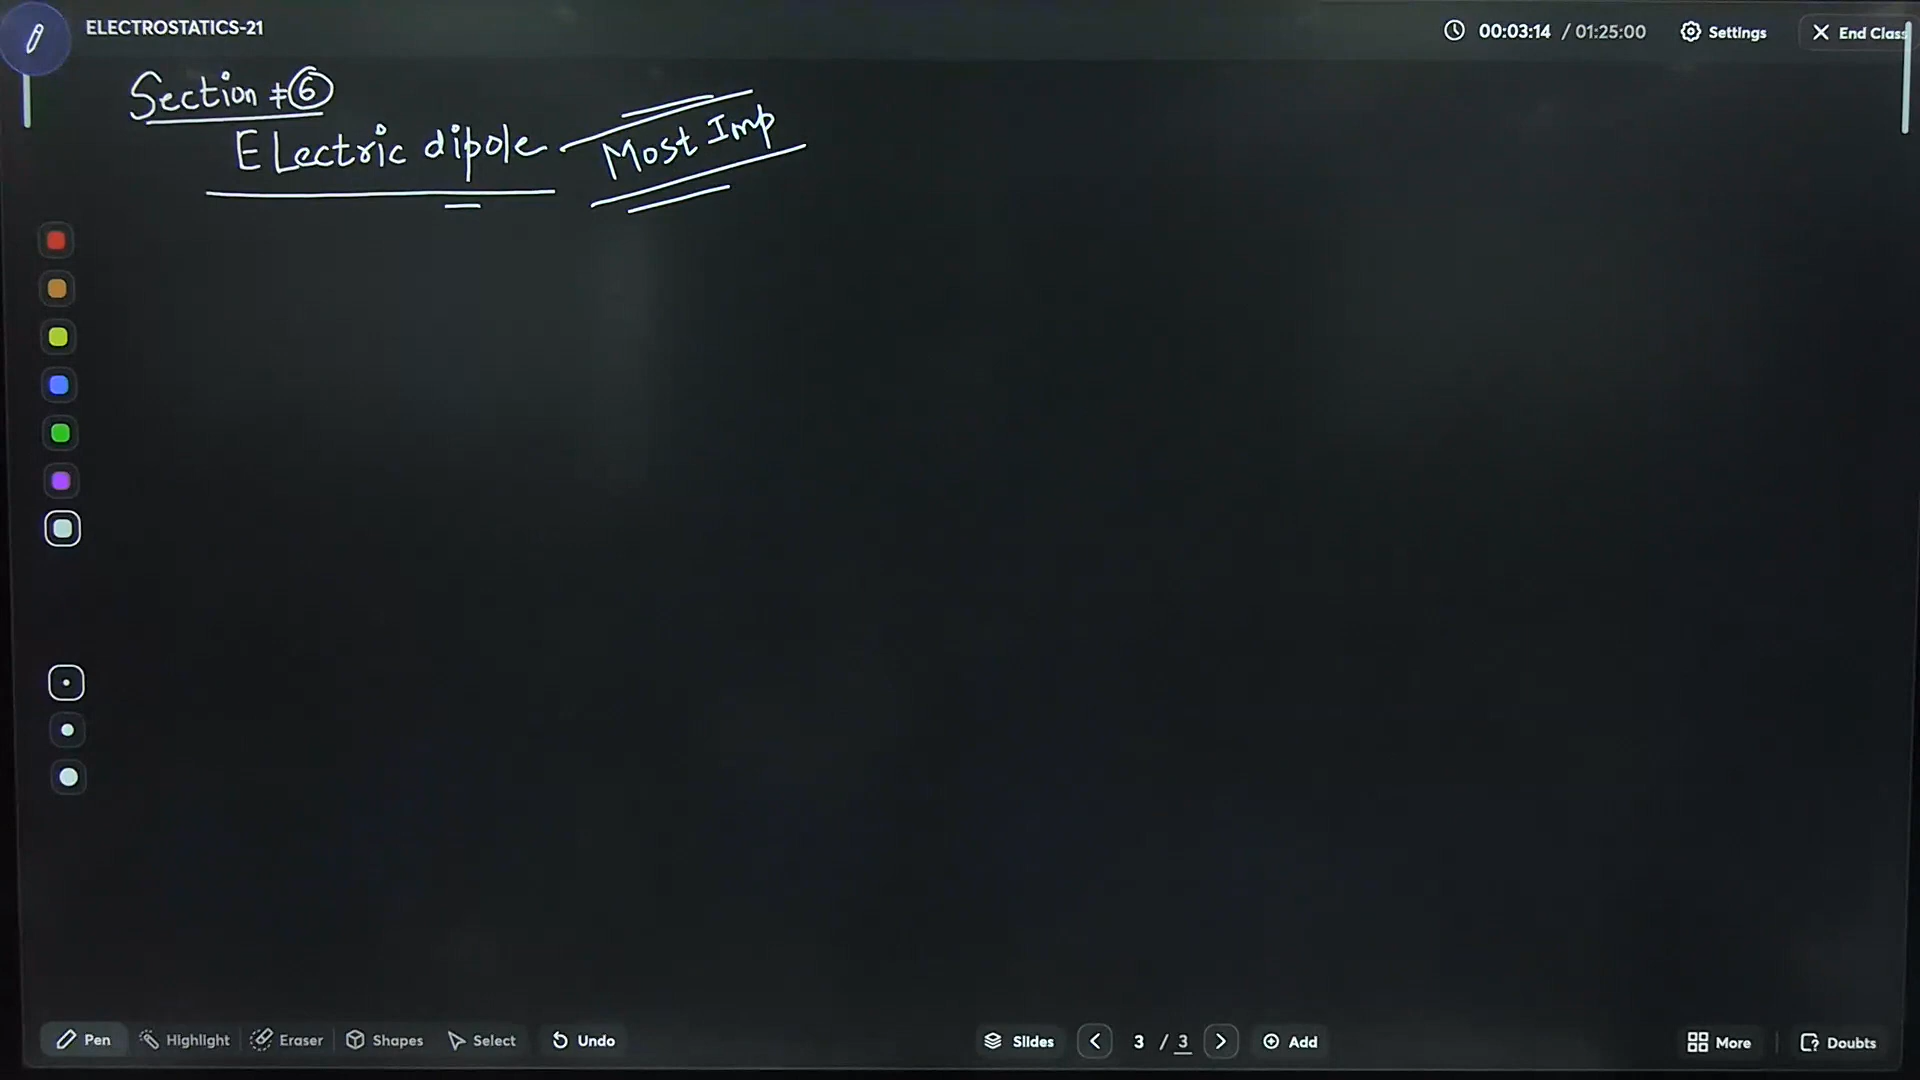 ELECTROSTATICS-21
00:03:14 / 01:25:00
Settings
End Class
Section #6
Electric dipole
Most Imp
Pen
Highlight
Eraser
Shapes
Select
Undo
Slides
3 / 3
Add
More
Doubts